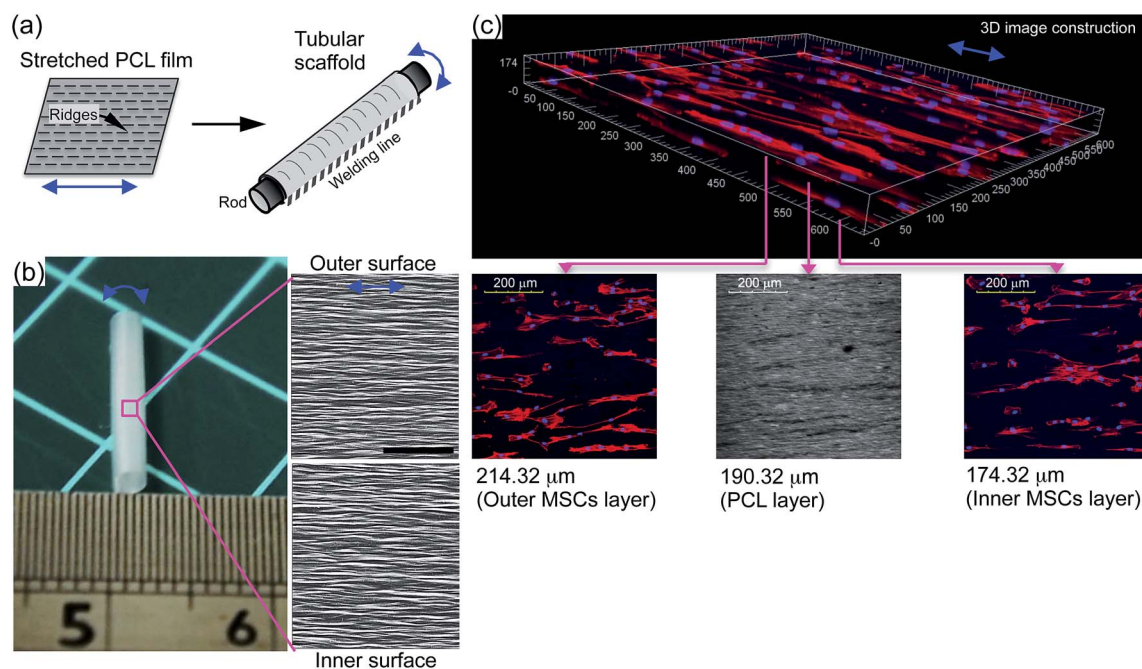 (a)
Stretched PCL film
Ridges
Tubular
scaffold
Welding line
Rod
(b)
Outer surface
Inner surface
5
6
(c)
3D image construction
174
-0
50
100
150
200
250
300
350
400
450
500
550
600
-0
50
100
150
200
250
300
350
400
450
500
550
600
200 μm
200 μm
200 μm
214.32 μm
(Outer MSCs layer)
190.32 μm
(PCL layer)
174.32 μm
(Inner MSCs layer)